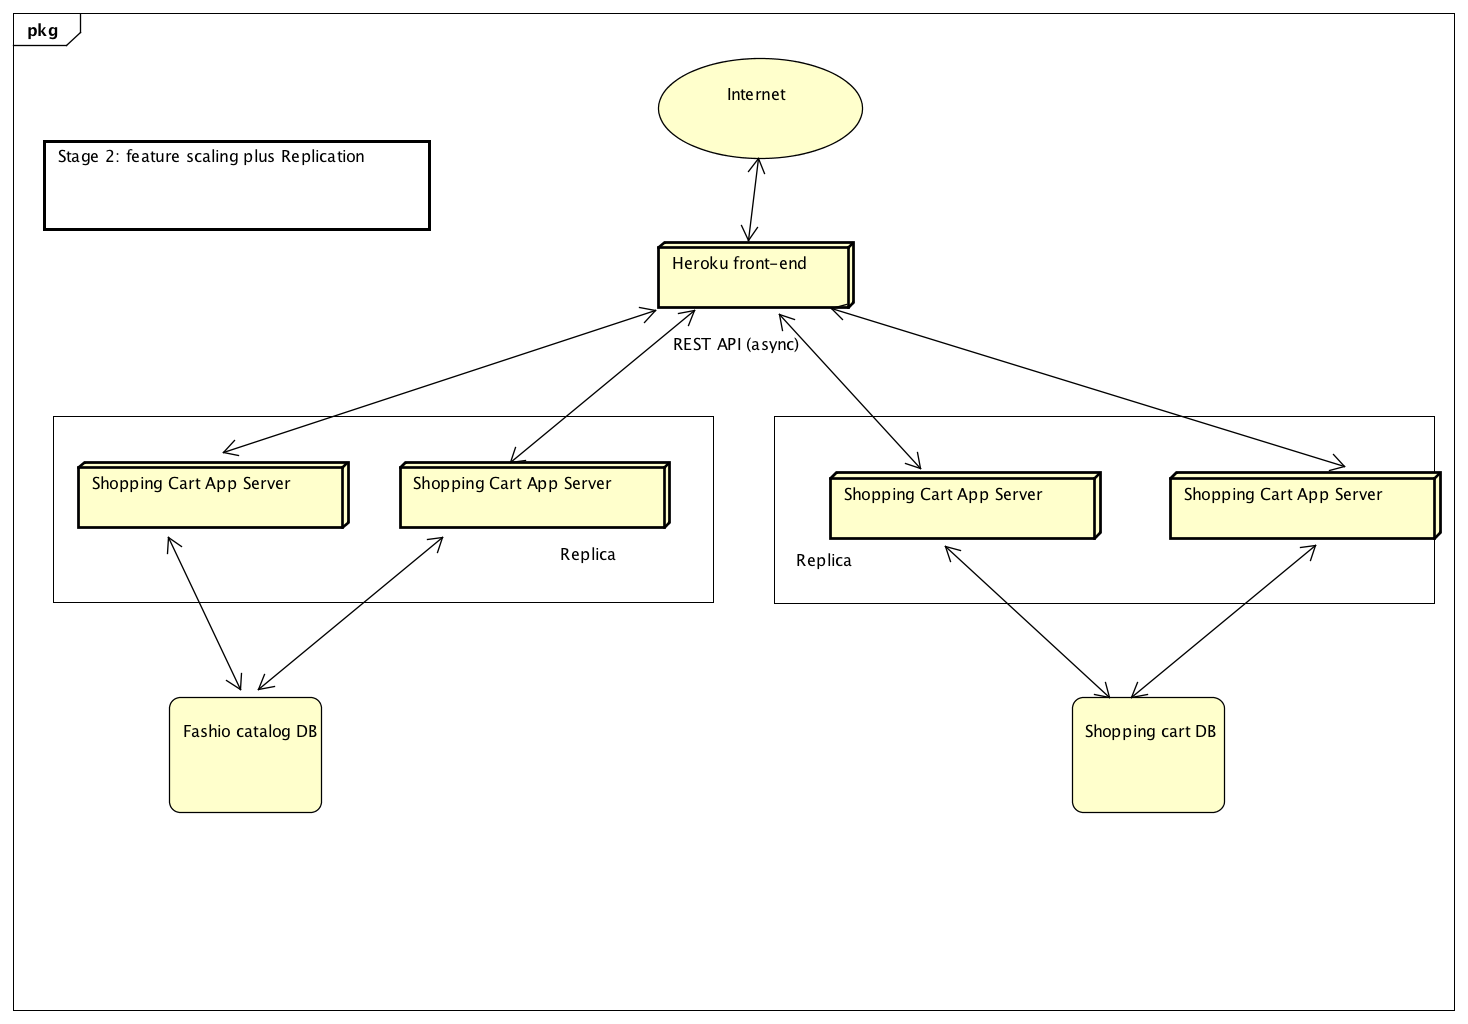 pkg
Internet
Stage 2: feature scaling plus Replication
Heroku front-end
REST API (async)
Shopping Cart App Server
Shopping Cart App Server
Shopping Cart App Server
Shopping Cart App Server
Replica
Replica
Fashio catalog DB
Shopping cart DB